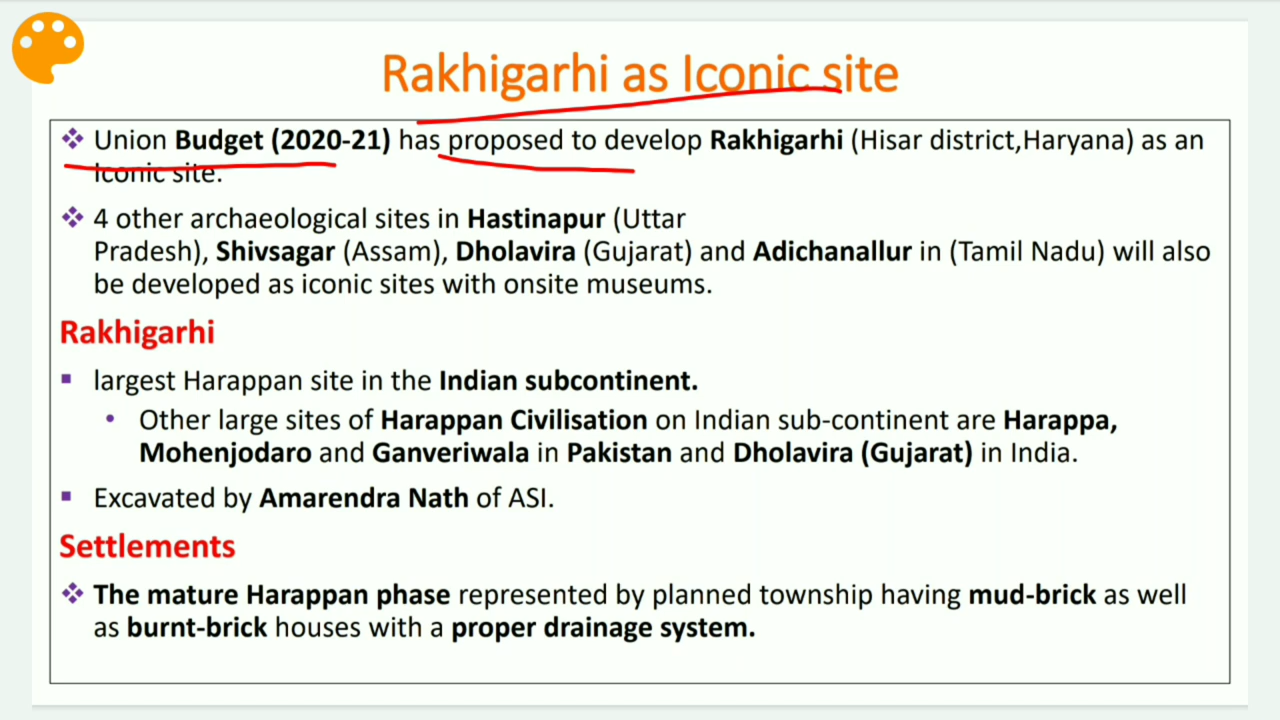 Rakhigarhi as Iconic site
❖ Union Budget (2020-21) has proposed to develop Rakhigarhi (Hisar district,Haryana) as an
Iconic site.
❖ 4 other archaeological sites in Hastinapur (Uttar
Pradesh), Shivsagar (Assam), Dholavira (Gujarat) and Adichanallur in (Tamil Nadu) will also
be developed as iconic sites with onsite museums.
Rakhigarhi
▪ largest Harappan site in the Indian subcontinent.
• Other large sites of Harappan Civilisation on Indian sub-continent are Harappa,
Mohenjodaro and Ganveriwala in Pakistan and Dholavira (Gujarat) in India.
▪ Excavated by Amarendra Nath of ASI.
Settlements
❖ The mature Harappan phase represented by planned township having mud-brick as well
as burnt-brick houses with a proper drainage system.